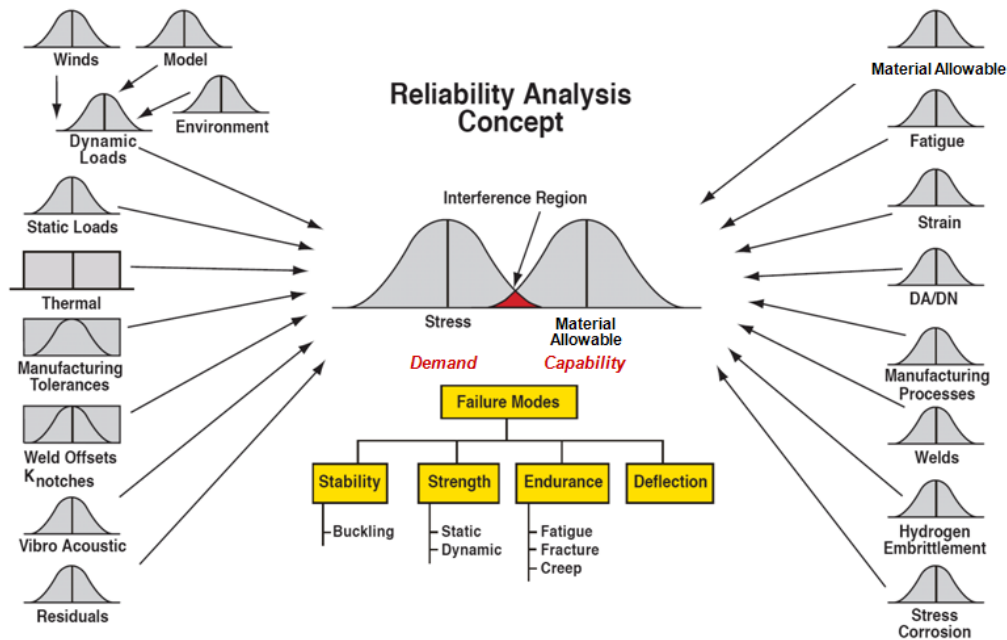 Reliability Analysis
Concept
Winds
Model
Environment
Dynamic
Loads
Static Loads
Thermal
Manufacturing
Tolerances
Weld Offsets
Knotches
Vibro Acoustic
Residuals
Interference Region
Stress
Material
Allowable
Demand
Capability
Failure Modes
Stability
Strength
Endurance
Deflection
Buckling
Static
Dynamic
Fatigue
Fracture
Creep
Material Allowable
Fatigue
Strain
DA/DN
Manufacturing
Processes
Welds
Hydrogen
Embrittlement
Stress
Corrosion